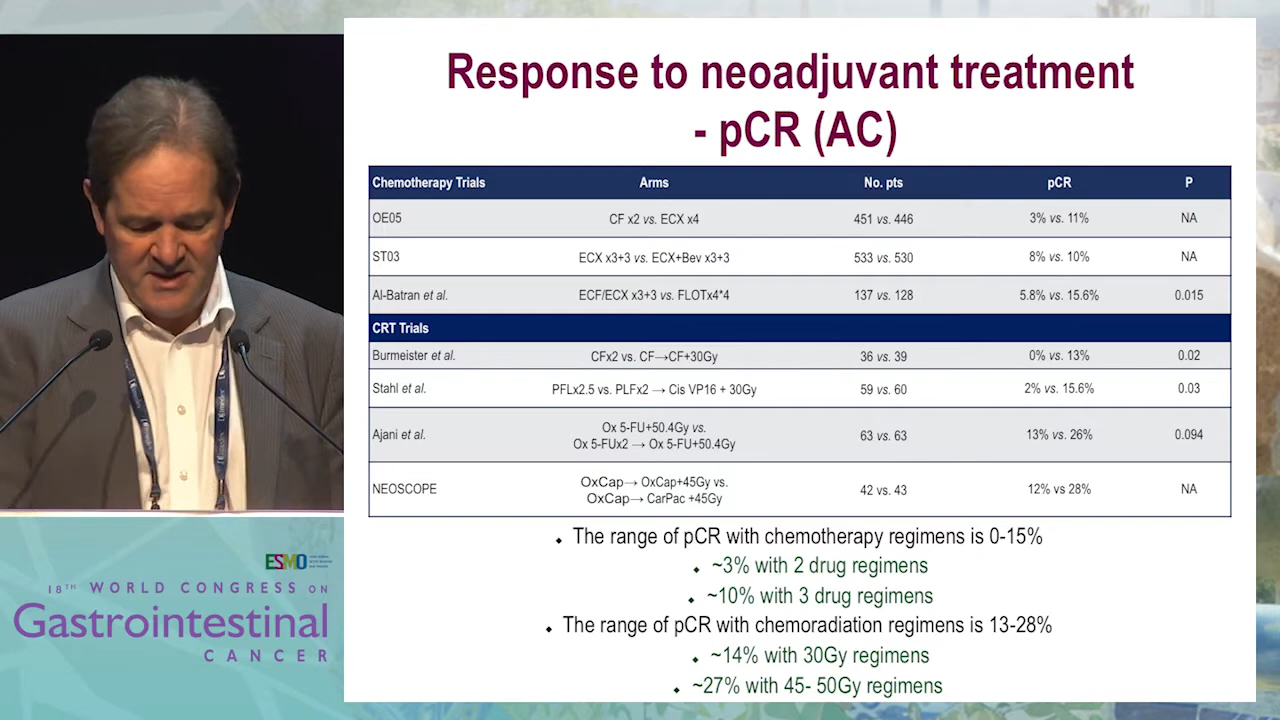 Response to neoadjuvant treatment
- pCR (AC)
Chemotherapy Trials Arms No. pts pCR P
OE05 CF x2 vs. ECX x4 451 vs. 446 3% vs. 11% NA
ST03 ECX x3+3 vs. ECX+Bev x3+3 533 vs. 530 8% vs. 10% NA
Al-Batran et al. ECF/ECX x3+3 vs. FLOTx4*4 137 vs. 128 5.8% vs. 15.6% 0.015
CRT Trials
Burmeister et al. CFx2 vs. CF→CF+30Gy 36 vs. 39 0% vs. 13% 0.02
Stahl et al. PFLx2.5 vs. PLFx2 → Cis VP16 + 30Gy 59 vs. 60 2% vs. 15.6% 0.03
Ajani et al. Ox 5-FU+50.4Gy vs.
Ox 5-FUx2 → Ox 5-FU+50.4Gy 63 vs. 63 13% vs. 26% 0.094
NEOSCOPE OxCap→ OxCap+45Gy vs.
OxCap→ CarPac +45Gy 42 vs. 43 12% vs 28% NA
⬩ The range of pCR with chemotherapy regimens is 0-15%
⬩ ~3% with 2 drug regimens
⬩ ~10% with 3 drug regimens
⬩ The range of pCR with chemoradiation regimens is 13-28%
⬩ ~14% with 30Gy regimens
⬩ ~27% with 45- 50Gy regimens
ESMO
18TH WORLD CONGRESS ON
Gastrointestinal
CANCER